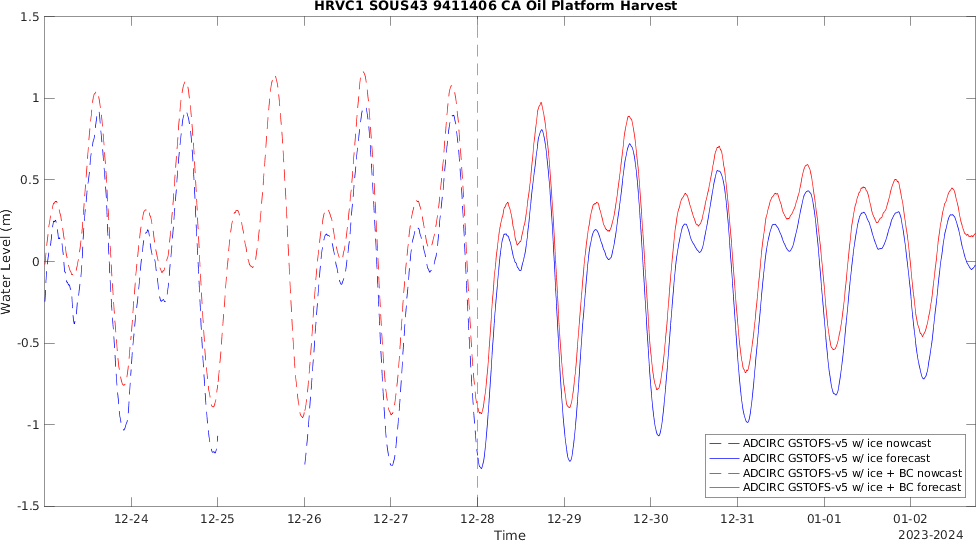 HRVC1 SOUS43 9411406 CA Oil Platform Harvest
1.5
1
0.5
0
-0.5
-1
-1.5
Water Level (m)
ADCIRC GSTOFS-v5 w/ ice nowcast
ADCIRC GSTOFS-v5 w/ ice forecast
ADCIRC GSTOFS-v5 w/ ice + BC nowcast
ADCIRC GSTOFS-v5 w/ ice + BC forecast
12-24 12-25 12-26 12-27 12-28 12-29 12-30 12-31 01-01 01-02
Time
2023-2024